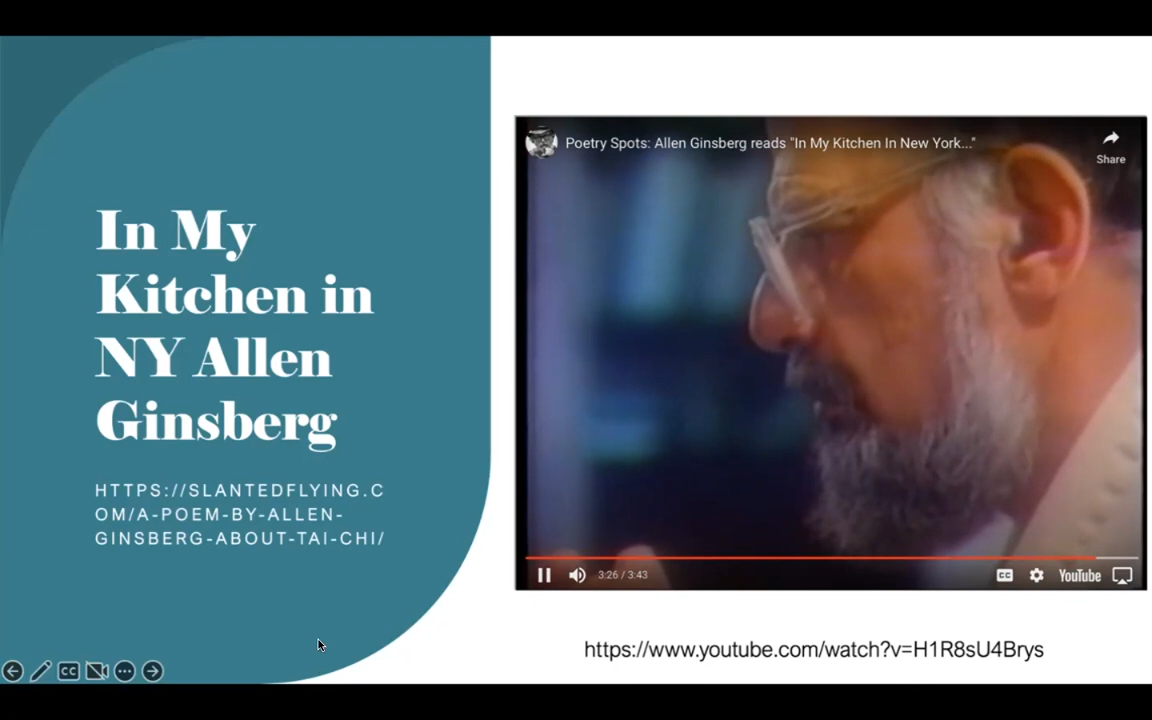 In My
Kitchen in
NY Allen
Ginsberg
HTTPS://SLANTEDFLYING.C
OM/A-POEM-BY-ALLEN-
GINSBERG-ABOUT-TAI-CHI/
CC
Poetry Spots: Allen Ginsberg reads "In My Kitchen In New York..."
Share
3:26 / 3:43
CC
YouTube
https://www.youtube.com/watch?v=H1R8sU4Brys